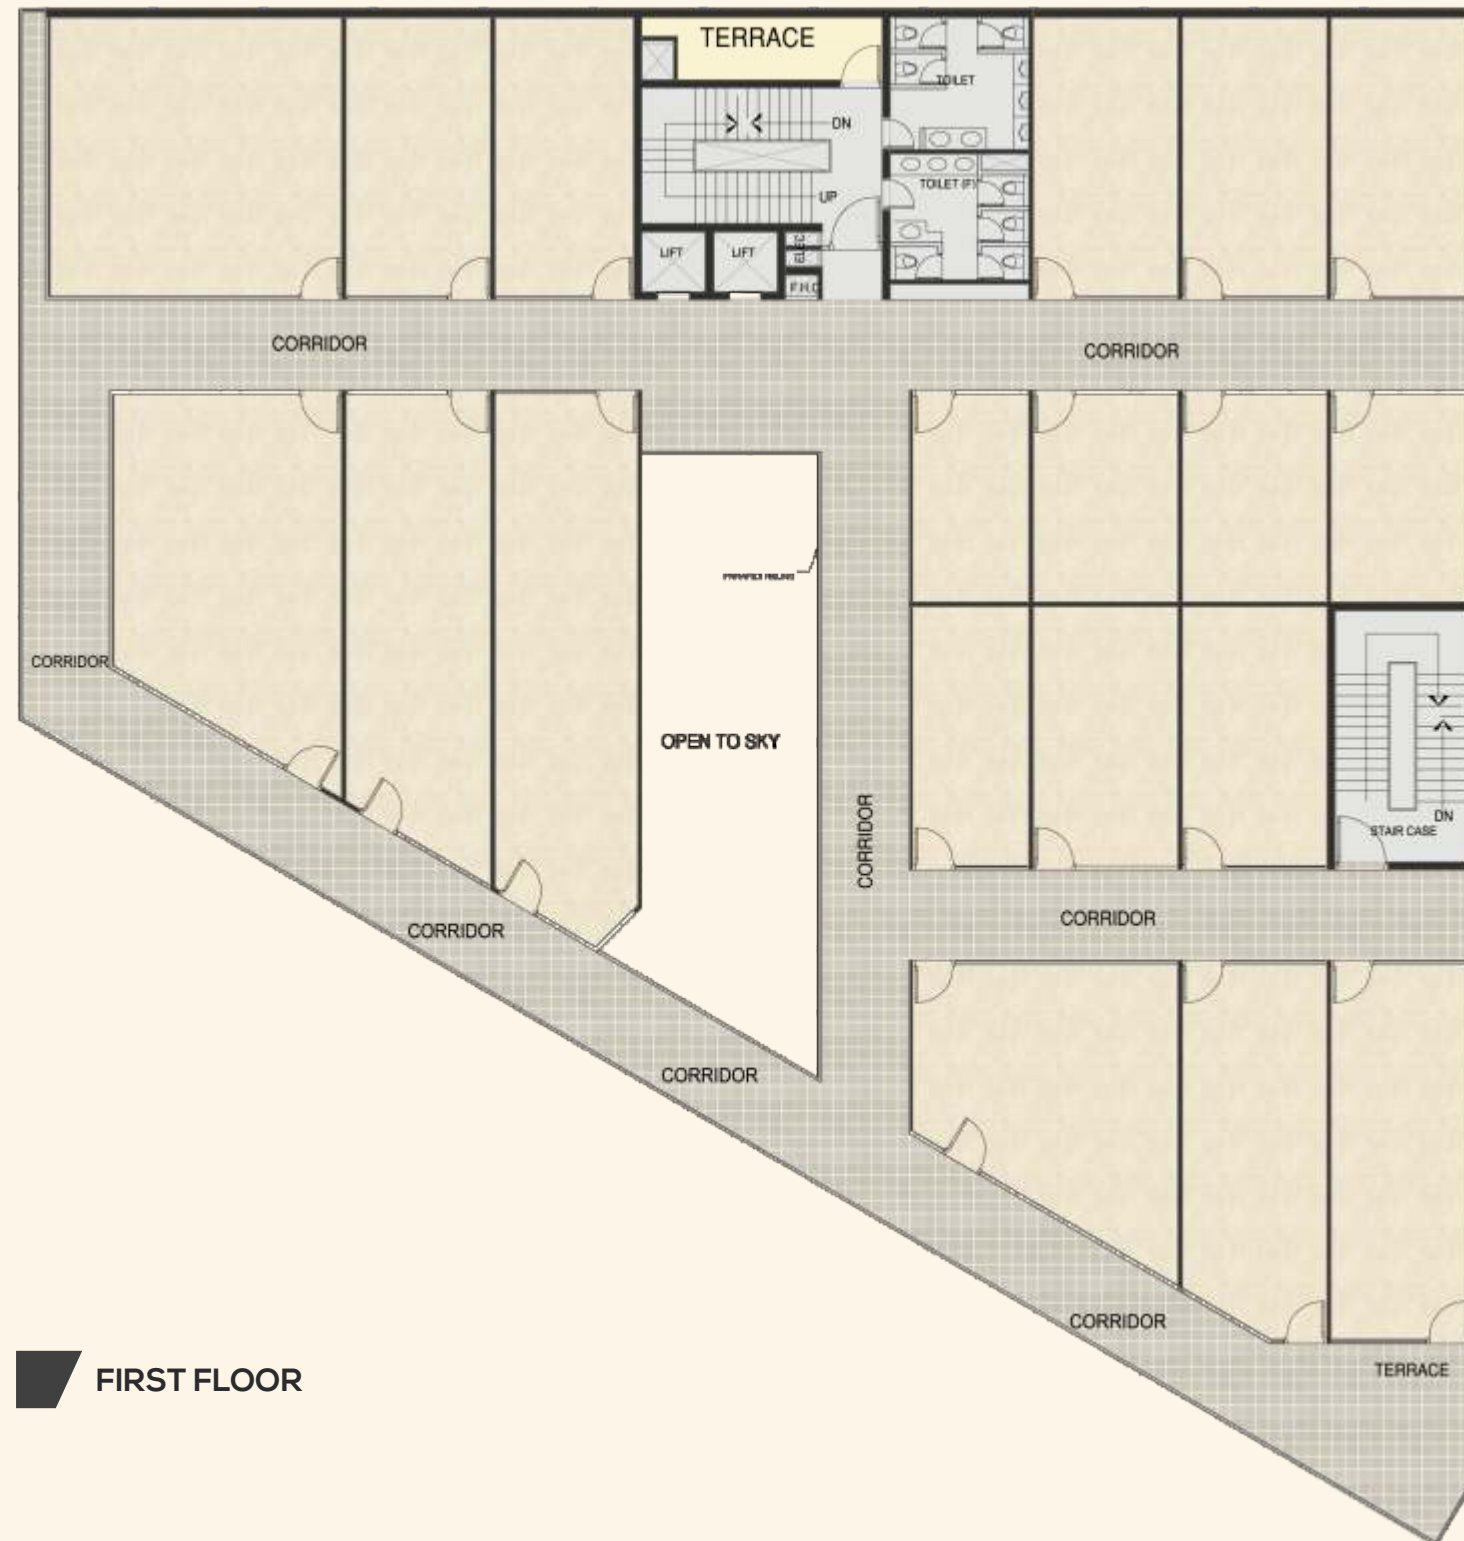 TERRACE
TOILET
DN
TOILET (F)
UP
LIFT
LIFT
ELEC
F.H.C
CORRIDOR
CORRIDOR
CORRIDOR
OPEN TO SKY
CORRIDOR
DN
STAIR CASE
CORRIDOR
CORRIDOR
CORRIDOR
CORRIDOR
TERRACE
FIRST FLOOR